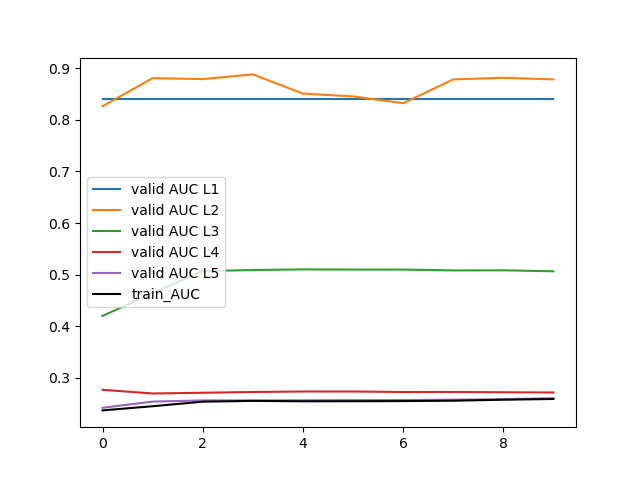 0.9
0.8
0.7
0.6
0.5
0.4
0.3
valid AUC L1
valid AUC L2
valid AUC L3
valid AUC L4
valid AUC L5
train_AUC
0 2 4 6 8